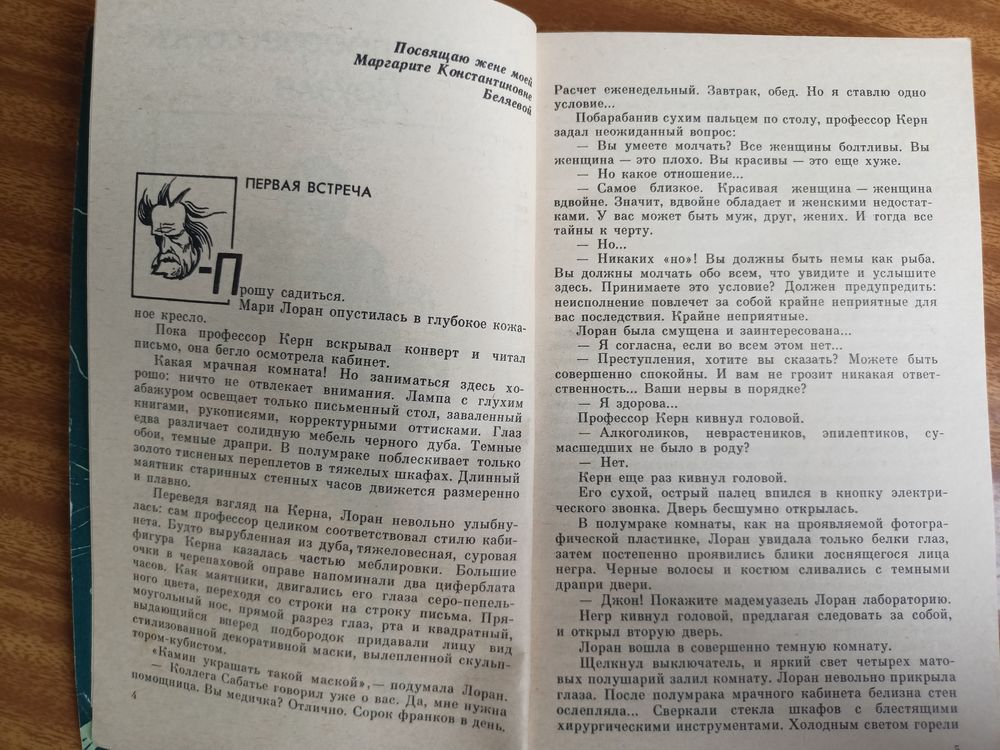 Посвящаю жене моей
Маргарите Константиновне
Беляевой
ПЕРВАЯ ВСТРЕЧА
-Прошу садиться.
Мари Лоран опустилась в глубокое кожа-
ное кресло.
Пока профессор Керн вскрывал конверт и читал
письмо, она бегло осмотрела кабинет.
Какая мрачная комната! Но заниматься здесь хо-
рошо: ничто не отвлекает внимания. Лампа с глухим
абажуром освещает только письменный стол, заваленный
книгами, рукописями, корректурными оттисками. Глаз
едва различает солидную мебель черного дуба. Темные
обои, темные драпри. В полумраке поблескивает только
золото тисненых переплетов в тяжелых шкафах. Длинный
маятник старинных стенных часов движется размеренно
и плавно.
Переведя взгляд на Керна, Лоран невольно улыбну-
лась: сам профессор целиком соответствовал стилю каби-
нета. Будто вырубленная из дуба, тяжеловесная, суровая
фигура Керна казалась частью меблировки. Большие
очки в черепаховой оправе напоминали два циферблата
часов. Как маятники, двигались его глаза серо-пепель-
ного цвета, переходя со строки на строку письма. Пря-
моугольный нос, прямой разрез глаз, рта и квадратный,
выдающийся вперед подбородок придавали лицу вид
стилизованной декоративной маски, вылепленной скульп-
тором-кубистом.
«Камин украшать такой маской», — подумала Лоран.
— Коллега Сабатье говорил уже о вас. Да, мне нужна
помощница. Вы медичка? Отлично. Сорок франков в день.
4
Расчет еженедельный. Завтрак, обед. Но я ставлю одно
условие...
Побарабанив сухим пальцем по столу, профессор Керн
задал неожиданный вопрос:
— Вы умеете молчать? Все женщины болтливы. Вы
женщина — это плохо. Вы красивы — это еще хуже.
— Но какое отношение...
— Самое близкое. Красивая женщина — женщина
вдвойне. Значит, вдвойне обладает и женскими недостат-
ками. У вас может быть муж, друг, жених. И тогда все
тайны к черту.
— Но...
— Никаких «но»! Вы должны быть немы как рыба.
Вы должны молчать обо всем, что увидите и услышите
здесь. Принимаете это условие? Должен предупредить:
неисполнение повлечет за собой крайне неприятные для
вас последствия. Крайне неприятные.
Лоран была смущена и заинтересована...
— Я согласна, если во всем этом нет...
— Преступления, хотите вы сказать? Можете быть
совершенно спокойны. И вам не грозит никакая ответ-
ственность... Ваши нервы в порядке?
— Я здорова...
Профессор Керн кивнул головой.
— Алкоголиков, неврастеников, эпилептиков, су-
масшедших не было в роду?
— Нет.
Керн еще раз кивнул головой.
Его сухой, острый палец впился в кнопку электри-
ческого звонка. Дверь бесшумно открылась.
В полумраке комнаты, как на проявляемой фотогра-
фической пластинке, Лоран увидала только белки глаз,
затем постепенно проявились блики лоснящегося лица
негра. Черные волосы и костюм сливались с темными
драпри двери.
— Джон! Покажите мадемуазель Лоран лабораторию.
Негр кивнул головой, предлагая следовать за собой,
и открыл вторую дверь.
Лоран вошла в совершенно темную комнату.
Щелкнул выключатель, и яркий свет четырех мато-
вых полушарий залил комнату. Лоран невольно прикрыла
глаза. После полумрака мрачного кабинета белизна стен
ослепляла... Сверкали стекла шкафов с блестящими
хирургическими инструментами. Холодным светом горели